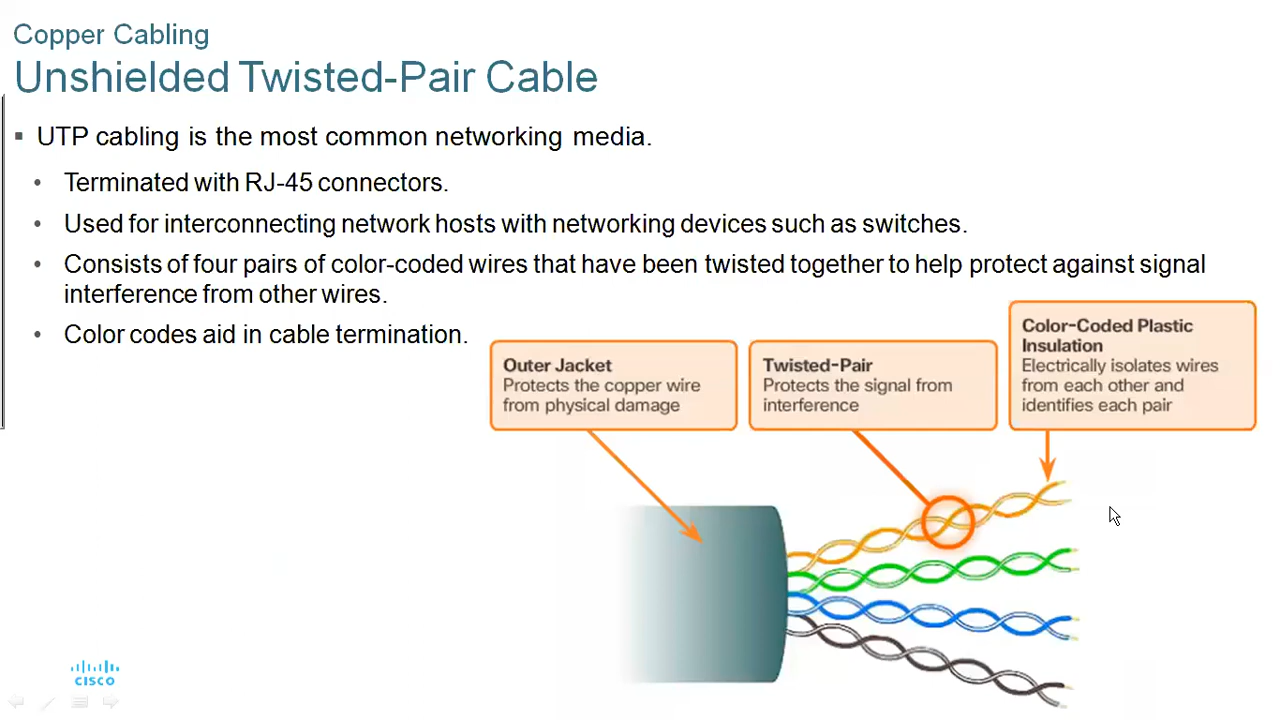 Copper Cabling
Unshielded Twisted-Pair Cable
▪ UTP cabling is the most common networking media.
• Terminated with RJ-45 connectors.
• Used for interconnecting network hosts with networking devices such as switches.
• Consists of four pairs of color-coded wires that have been twisted together to help protect against signal
interference from other wires.
• Color codes aid in cable termination.
Outer Jacket
Protects the copper wire
from physical damage
Twisted-Pair
Protects the signal from
interference
Color-Coded Plastic
Insulation
Electrically isolates wires
from each other and
identifies each pair
CISCO